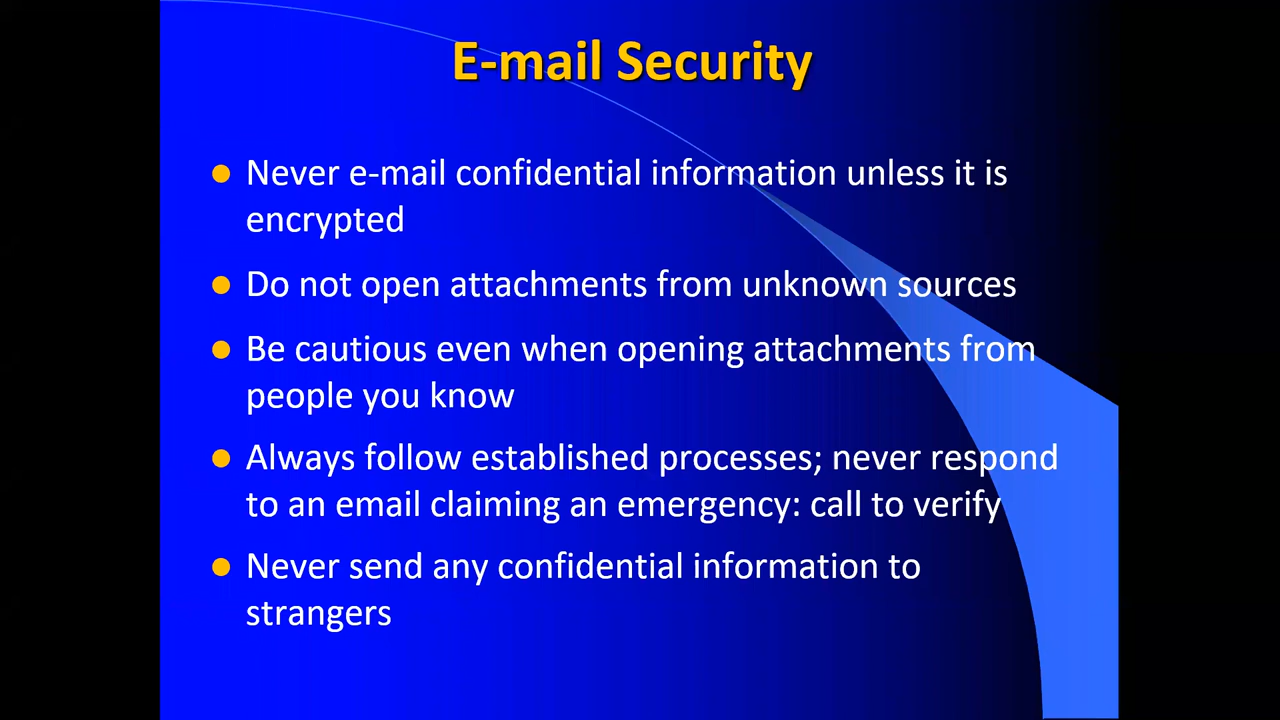 E-mail Security
Never e-mail confidential information unless it is
encrypted
Do not open attachments from unknown sources
Be cautious even when opening attachments from
people you know
Always follow established processes; never respond
to an email claiming an emergency: call to verify
Never send any confidential information to
strangers